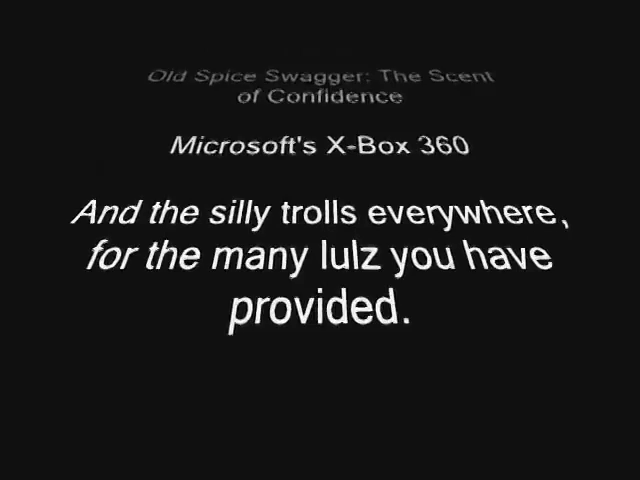 Old Spice Swagger: The Scent
of Confidence
Microsoft's X-Box 360
And the silly trolls everywhere,
for the many lulz you have
provided.